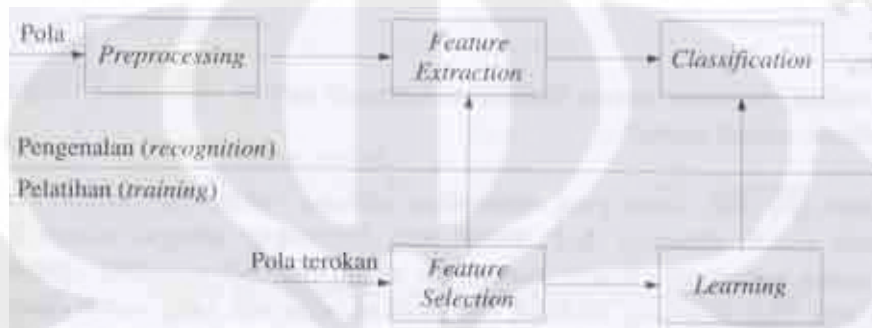 Pola
Preprocessing
Feature
Extraction
Classification
Pengenalan (recognition)
Pelatihan (training)
Pola terokan
Feature
Selection
Learning